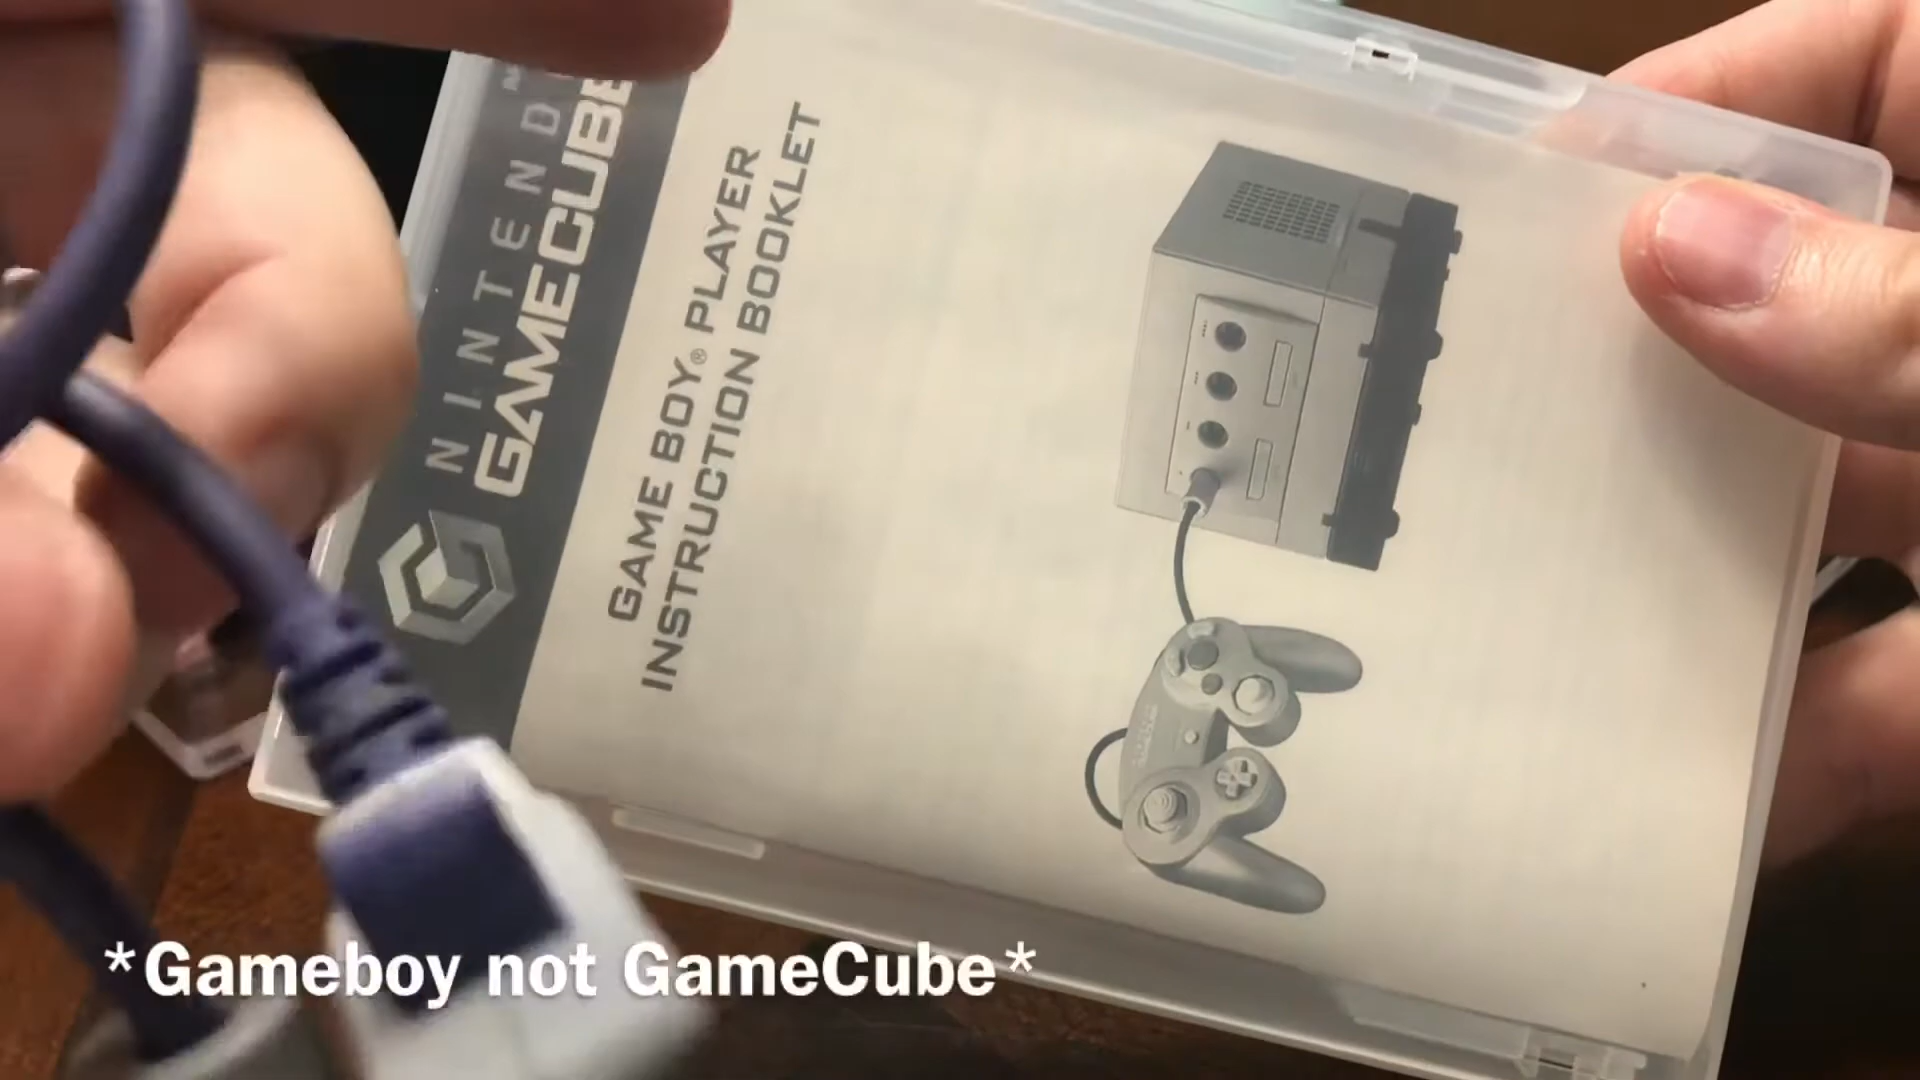 NINTENDO
GAMECUBE
GAME BOY® PLAYER
INSTRUCTION BOOKLET
*Gameboy not GameCube*